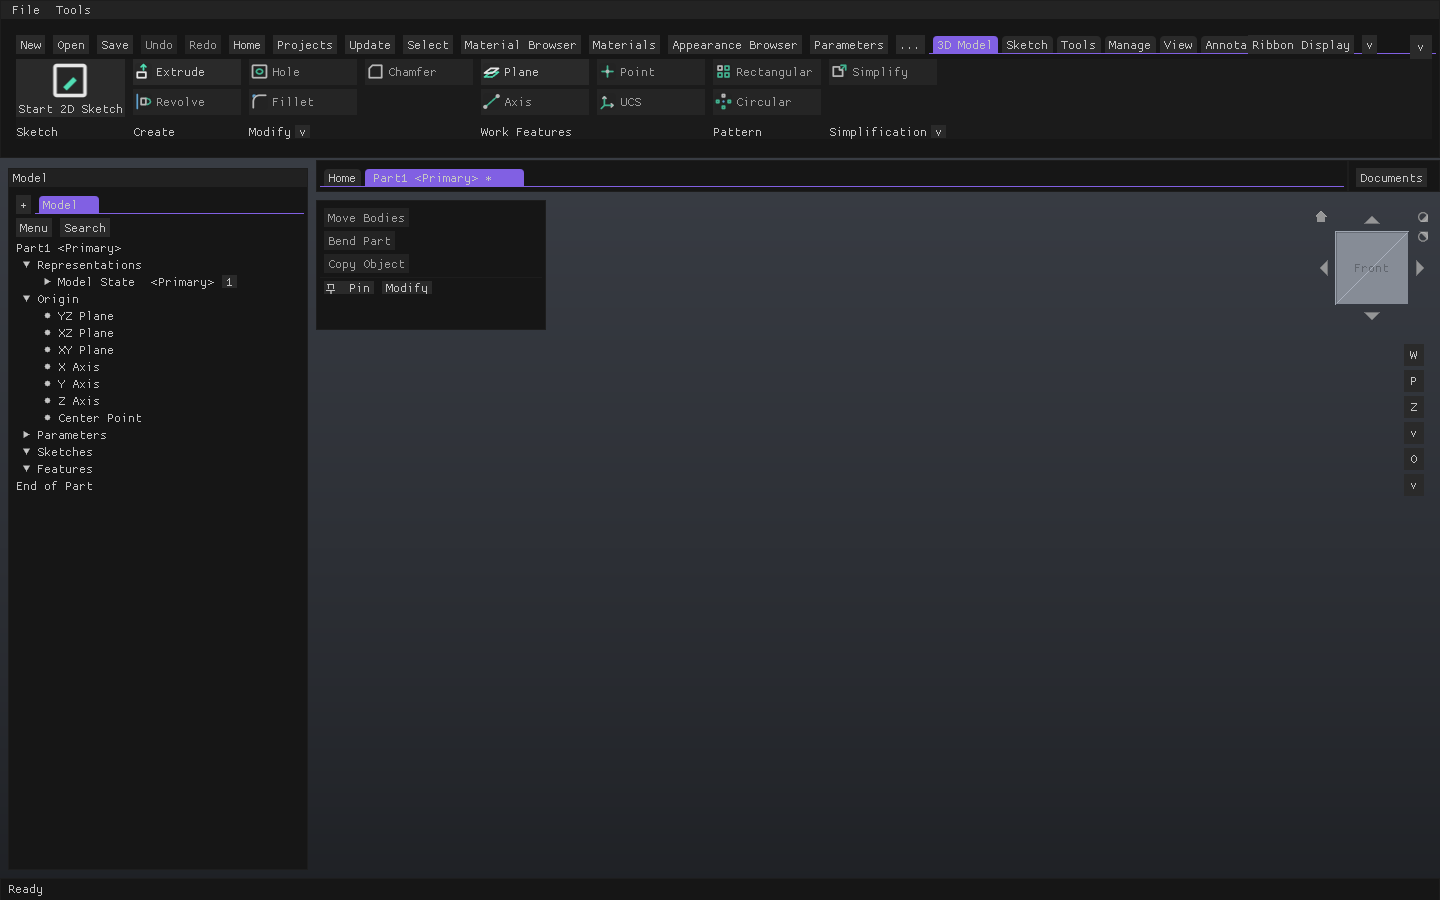 File Tools
New Open Save Undo Redo Home Projects Update Select Material Browser Materials Appearance Browser Parameters ... 3D Model Sketch Tools Manage View Annota Ribbon Display v v
Extrude Hole Chamfer Plane Point Rectangular Simplify
Start 2D Sketch Revolve Fillet Axis UCS Circular
Sketch Create Modify v Work Features Pattern Simplification v
Model
Home Part1 <Primary> * Documents
+ Model
Menu Search
Part1 <Primary>
Representations
Model State <Primary> 1
Origin
YZ Plane
XZ Plane
XY Plane
X Axis
Y Axis
Z Axis
Center Point
Parameters
Sketches
Features
End of Part
Move Bodies
Bend Part
Copy Object
Pin Modify
Front
W
P
Z
v
O
v
Ready